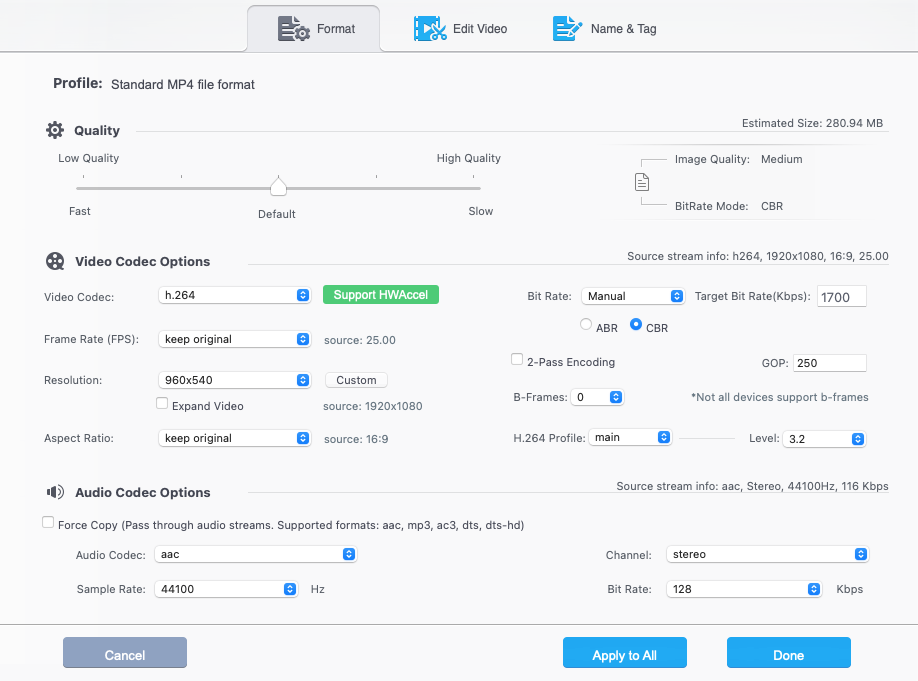 Format Edit Video Name & Tag
Profile: Standard MP4 file format
Quality Estimated Size: 280.94 MB
Low Quality High Quality
Fast Default Slow
Image Quality: Medium
BitRate Mode: CBR
Video Codec Options Source stream info: h264, 1920x1080, 16:9, 25.00
Video Codec: h.264 Support HWAccel Bit Rate: Manual Target Bit Rate(Kbps): 1700
ABR CBR
Frame Rate (FPS): keep original source: 25.00
2-Pass Encoding GOP: 250
Resolution: 960x540 Custom
Expand Video source: 1920x1080
B-Frames: 0 *Not all devices support b-frames
Aspect Ratio: keep original source: 16:9 H.264 Profile: main Level: 3.2
Audio Codec Options Source stream info: aac, Stereo, 44100Hz, 116 Kbps
Force Copy (Pass through audio streams. Supported formats: aac, mp3, ac3, dts, dts-hd)
Audio Codec: aac Channel: stereo
Sample Rate: 44100 Hz Bit Rate: 128 Kbps
Cancel Apply to All Done